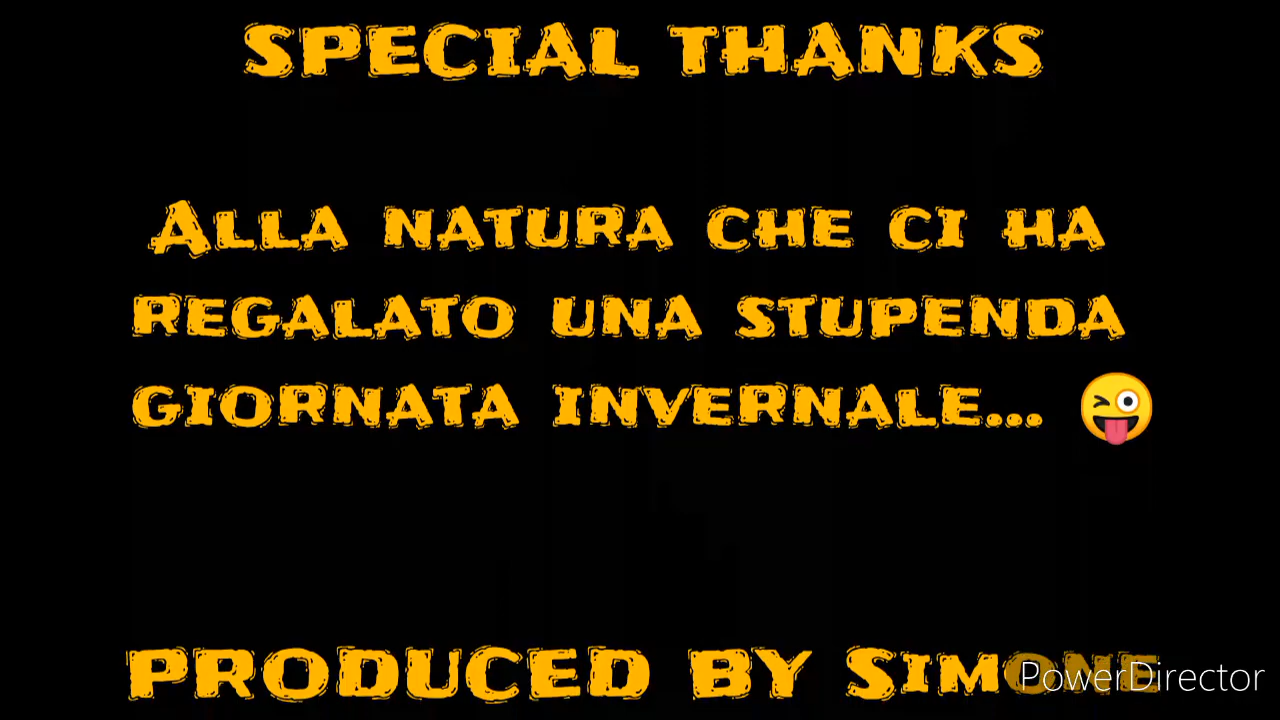 SPECIAL THANKS
ALLA NATURA CHE CI HA
REGALATO UNA STUPENDA
GIORNATA INVERNALE... 😜
PRODUCED BY SIMONE
PowerDirector